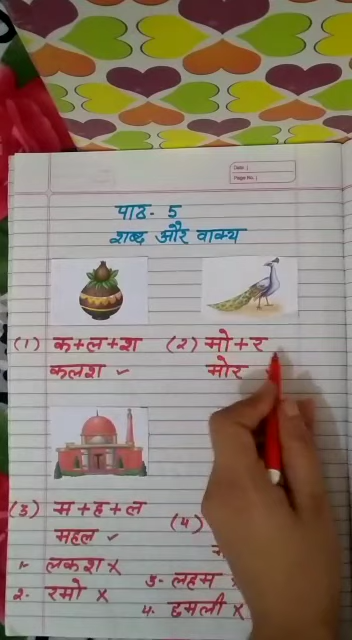 Date |
Page No. |
पाठ- 5
शब्द और वाक्य
(1) क+ल+श (2) मो+र
कलश ✓ मोर
(3) म+ह+ल (4)
महल ✓
1- लकश x 3- लहम
2- रमो x 4. डमली x